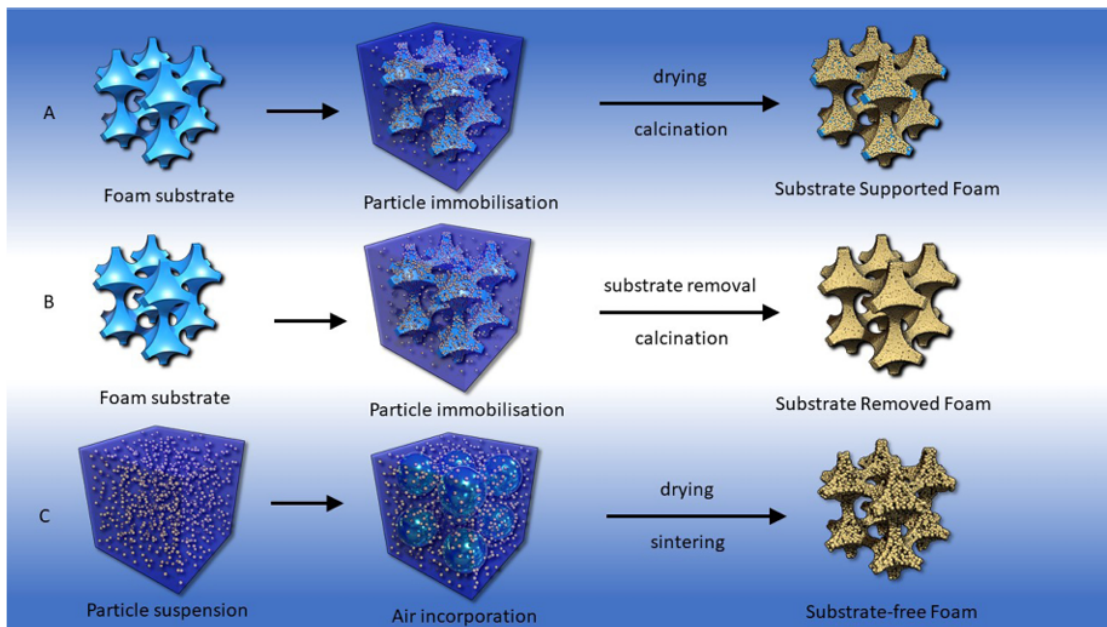 A
drying
calcination
Foam substrate
Particle immobilisation
Substrate Supported Foam
B
substrate removal
calcination
Foam substrate
Particle immobilisation
Substrate Removed Foam
C
drying
sintering
Particle suspension
Air incorporation
Substrate-free Foam